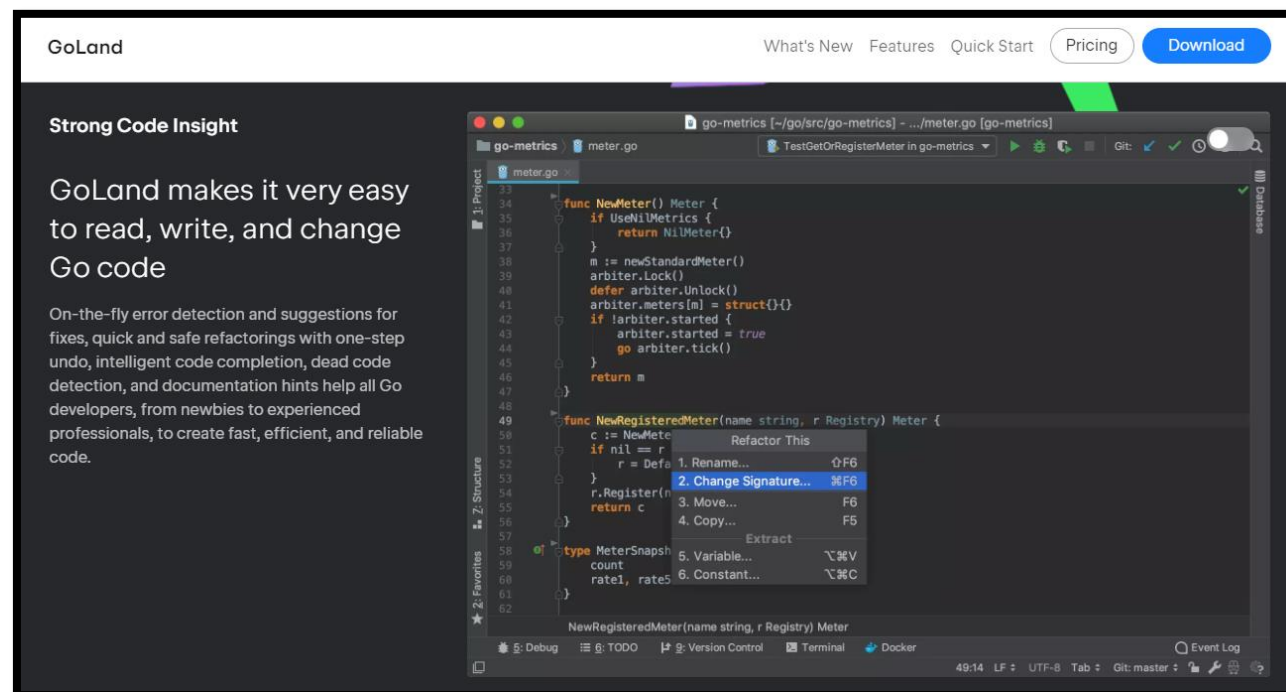 GoLand
What's New Features Quick Start Pricing Download
Strong Code Insight
GoLand makes it very easy
to read, write, and change
Go code
On-the-fly error detection and suggestions for
fixes, quick and safe refactorings with one-step
undo, intelligent code completion, dead code
detection, and documentation hints help all Go
developers, from newbies to experienced
professionals, to create fast, efficient, and reliable
code.
go-metrics [~/go/src/go-metrics] - .../meter.go [go-metrics]
go-metrics meter.go TestGetOrRegisterMeter in go-metrics Git:
1: Project
meter.go
Database
33
34 func NewMeter() Meter {
35 if UseNilMetrics {
36 return NilMeter{}
37 }
38 m := newStandardMeter()
39 arbiter.Lock()
40 defer arbiter.Unlock()
41 arbiter.meters[m] = struct{}{}
42 if !arbiter.started {
43 arbiter.started = true
44 go arbiter.tick()
45 }
46 return m
47 }
48
49 func NewRegisteredMeter(name string, r Registry) Meter {
50 c := NewMete
51 if nil == r
52 r = Defa
53 }
54 r.Register(n
55 return c
56 }
57
58 type MeterSnapsh
59 count
60 rate1, rate5
61 }
62
Refactor This
1. Rename... ⇧F6
2. Change Signature... ⌘F6
3. Move... F6
4. Copy... F5
Extract
5. Variable... ⌥⌘V
6. Constant... ⌥⌘C
Z: Structure
2: Favorites
NewRegisteredMeter(name string, r Registry) Meter
5: Debug 6: TODO 9: Version Control Terminal Docker Event Log
49:14 LF UTF-8 Tab Git: master